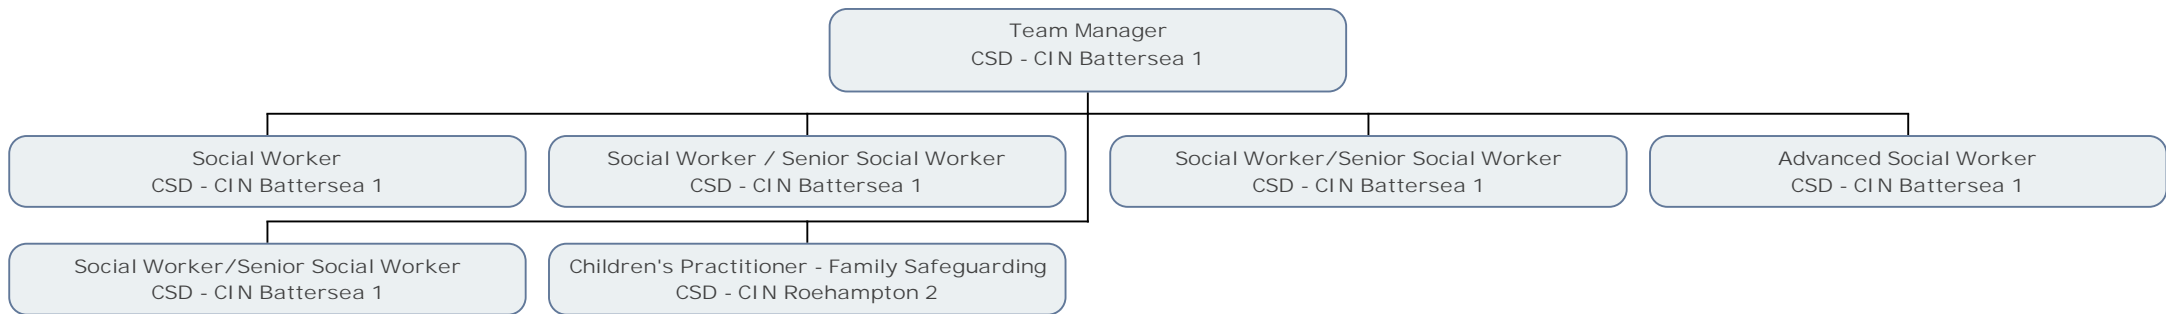 Team Manager
CSD - CIN Battersea 1
Social Worker
CSD - CIN Battersea 1
Social Worker / Senior Social Worker
CSD - CIN Battersea 1
Social Worker/Senior Social Worker
CSD - CIN Battersea 1
Advanced Social Worker
CSD - CIN Battersea 1
Social Worker/Senior Social Worker
CSD - CIN Battersea 1
Children's Practitioner - Family Safeguarding
CSD - CIN Roehampton 2